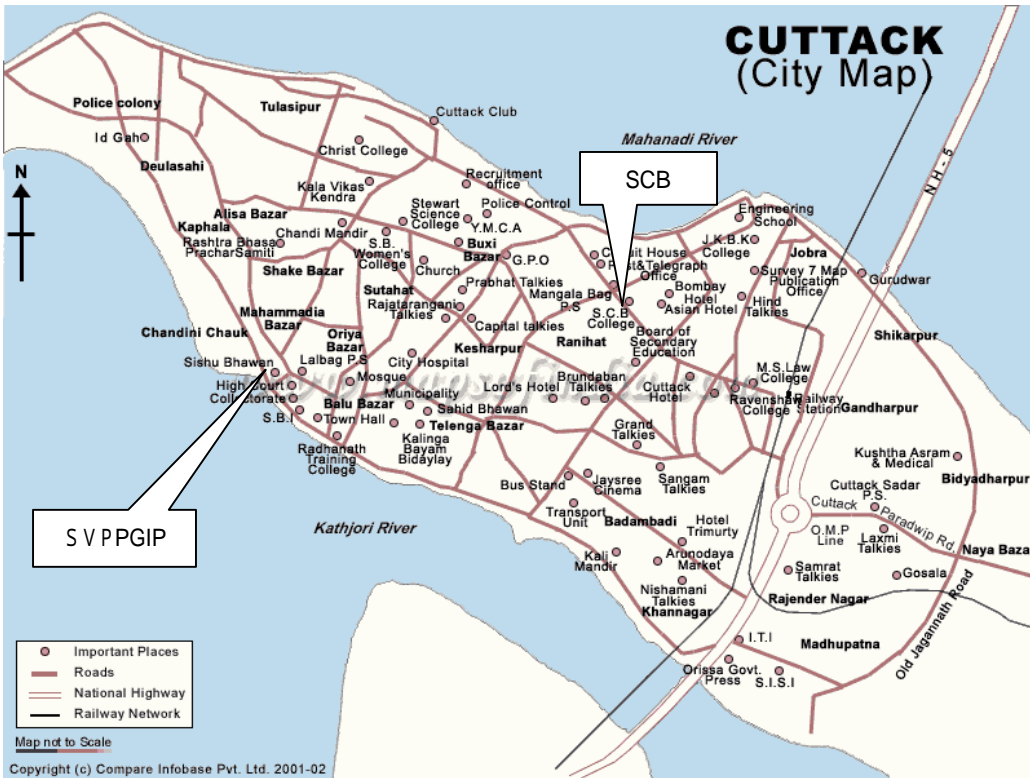 CUTTACK
(City Map)
Police colony
Tulasipur
Cuttack Club
Id Gah
Christ College
Mahanadi River
NH-5
N
Deulasahi
Kala Vikas
Kendra
Recruitment
office
SCB
Alisa Bazar
Stewart
Science
College
Police Control
Y.M.C.A
Engineering
School
Kaphala
Chandi Mandir
Rashtra Bhasa
PracharSamiti
S.B.
Women's
College
Buxi
Bazar
G.P.O
Circuit House
Post&Telegraph
Office
J.K.B.K
College
Jobra
Shake Bazar
Church
Survey 7 Map
Publication
Office
Gurudwar
Sutahat
Prabhat Talkies
Mangala Bag
P.S
Bombay
Hotel
Mahammadia
Bazar
Rajatarangani
Talkies
Capital talkies
S.C.B
College
Asian Hotel
Hind
Talkies
Chandini Chauk
Oriya
Bazar
Kesharpur
Ranihat
Board of
Secondary
Education
Shikarpur
Sishu Bhawan
Lalbag P.S
City Hospital
M.S.Law
College
High Court
Mosque
Brundaban
Talkies
Cuttack
Hotel
Collectorate
Municipality
Lord's Hotel
Ravenshaw
College
Railway
Station
Gandharpur
S.B.I
Balu Bazar
Sahid Bhawan
Town Hall
Telenga Bazar
Grand
Talkies
Radhanath
Training
College
Kalinga
Bayam
Bidaylay
Kushtha Asram
& Medical
Bus Stand
Jaysree
Cinema
Sangam
Talkies
Cuttack Sadar
P.S.
Bidyadharpur
S V P PPGIP
Kathjori River
Transport
Unit
Badambadi
Hotel
Trimurty
Cuttack Paradwip Rd.
O.M.P
Line
Laxmi
Talkies
Naya Baza
Kali
Mandir
Arunodaya
Market
Samrat
Talkies
Gosala
Nishamani
Talkies
Khannagar
Rajender Nagar
Old Jagannath Road
I.T.I
Madhupatna
Orissa Govt.
Press
S.I.S.I
Important Places
Roads
National Highway
Railway Network
Map not to Scale
Copyright (c) Compare Infobase Pvt. Ltd. 2001-02